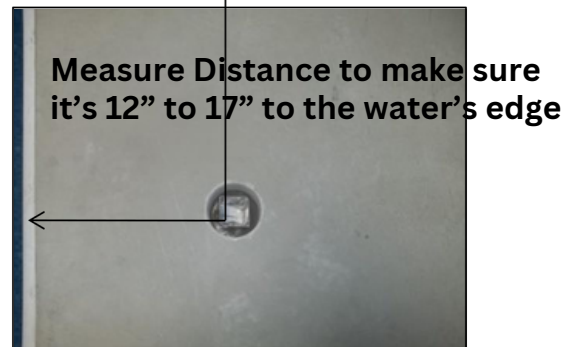 Measure Distance to make sure
it’s 12” to 17” to the water’s edge